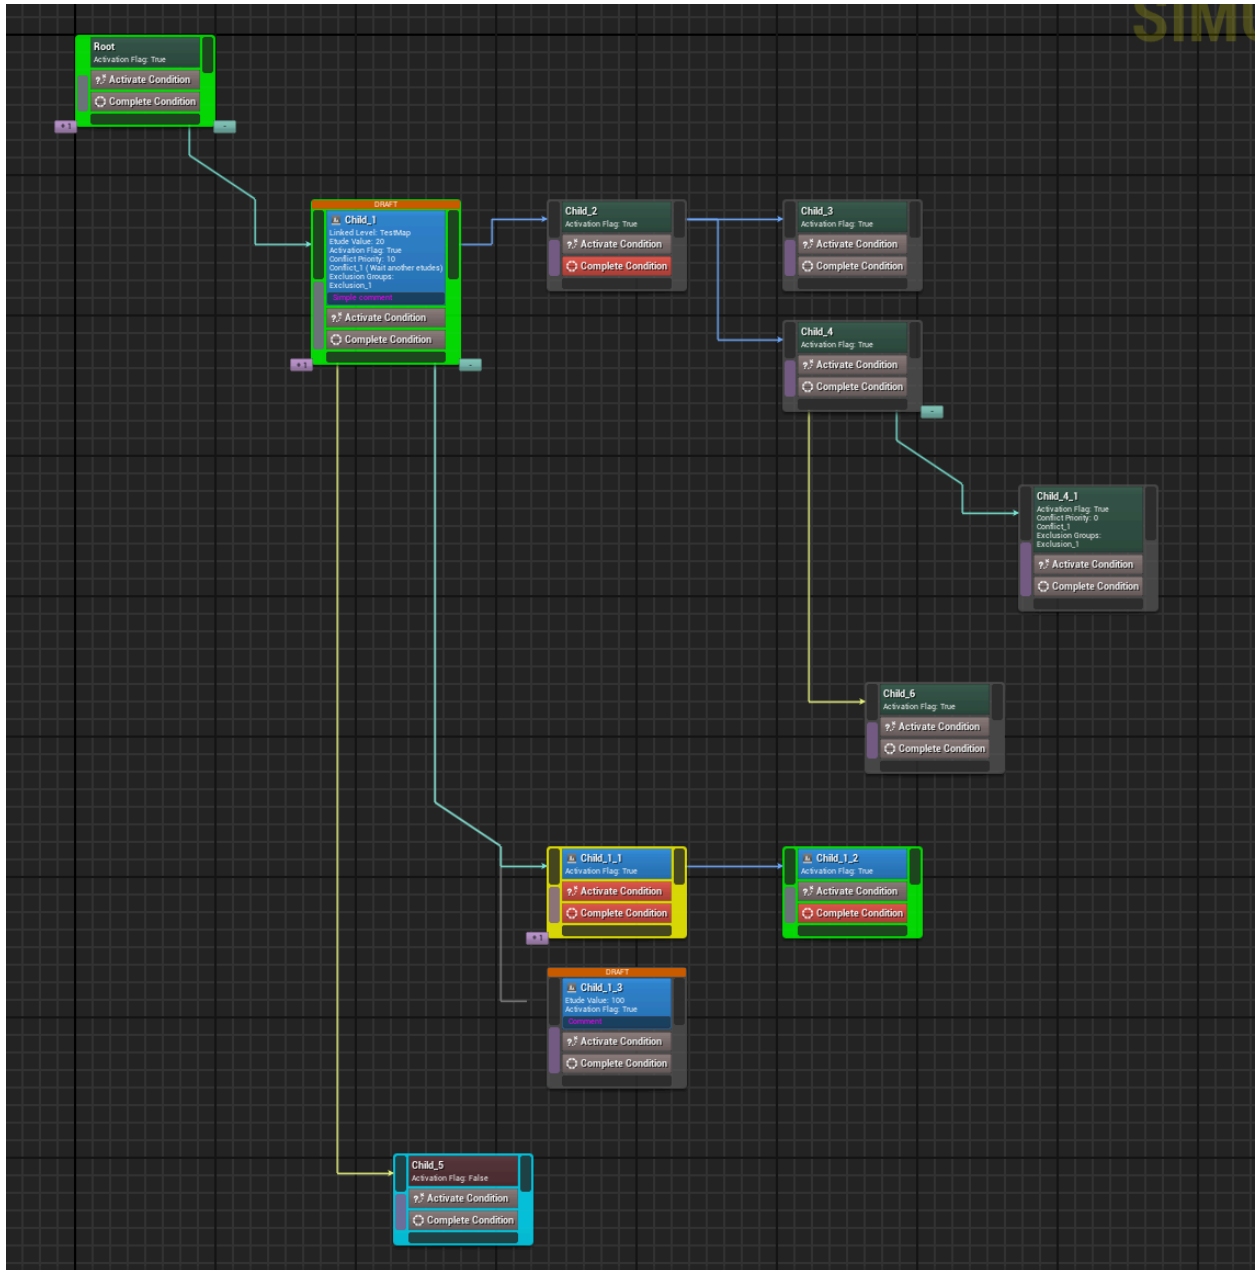 SIMU
Root
Activation Flag: True
Activate Condition
Complete Condition
+1
-
DRAFT
Child_1
Linked Level: TestMap
Etude Value: 20
Activation Flag: True
Conflict Priority: 10
Conflict_1 ( Wait another etudes)
Exclusion Groups:
Exclusion_1
Simple comment
Activate Condition
Complete Condition
+1
-
Child_2
Activation Flag: True
Activate Condition
Complete Condition
Child_3
Activation Flag: True
Activate Condition
Complete Condition
Child_4
Activation Flag: True
Activate Condition
Complete Condition
-
Child_4_1
Activation Flag: True
Conflict Priority: 0
Conflict_1
Exclusion Groups:
Exclusion_1
Activate Condition
Complete Condition
Child_6
Activation Flag: True
Activate Condition
Complete Condition
Child_1_1
Activation Flag: True
Activate Condition
Complete Condition
+1
Child_1_2
Activation Flag: True
Activate Condition
Complete Condition
DRAFT
Child_1_3
Etude Value: 100
Activation Flag: True
Comment
Activate Condition
Complete Condition
Child_5
Activation Flag: False
Activate Condition
Complete Condition